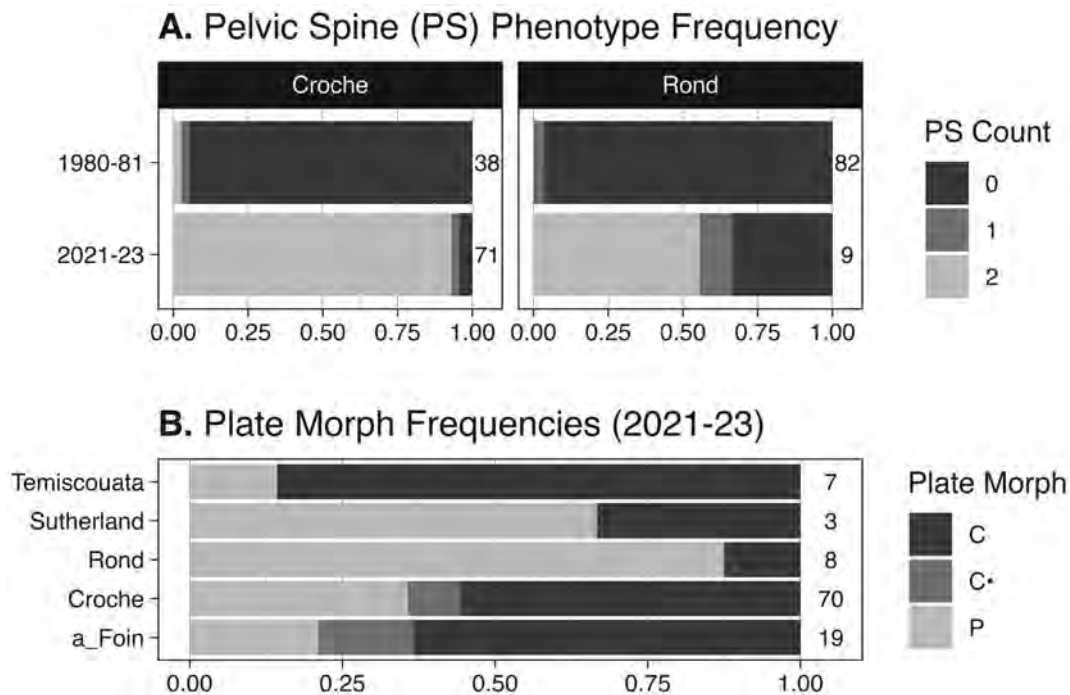 A. Pelvic Spine (PS) Phenotype Frequency
Croche Rond
1980-81 38 82
2021-23 71 9
0.00 0.25 0.50 0.75 1.00 0.00 0.25 0.50 0.75 1.00
PS Count
0
1
2
B. Plate Morph Frequencies (2021-23)
Temiscouata 7
Sutherland 3
Rond 8
Croche 70
a_Foin 19
0.00 0.25 0.50 0.75 1.00
Plate Morph
C
C•
P